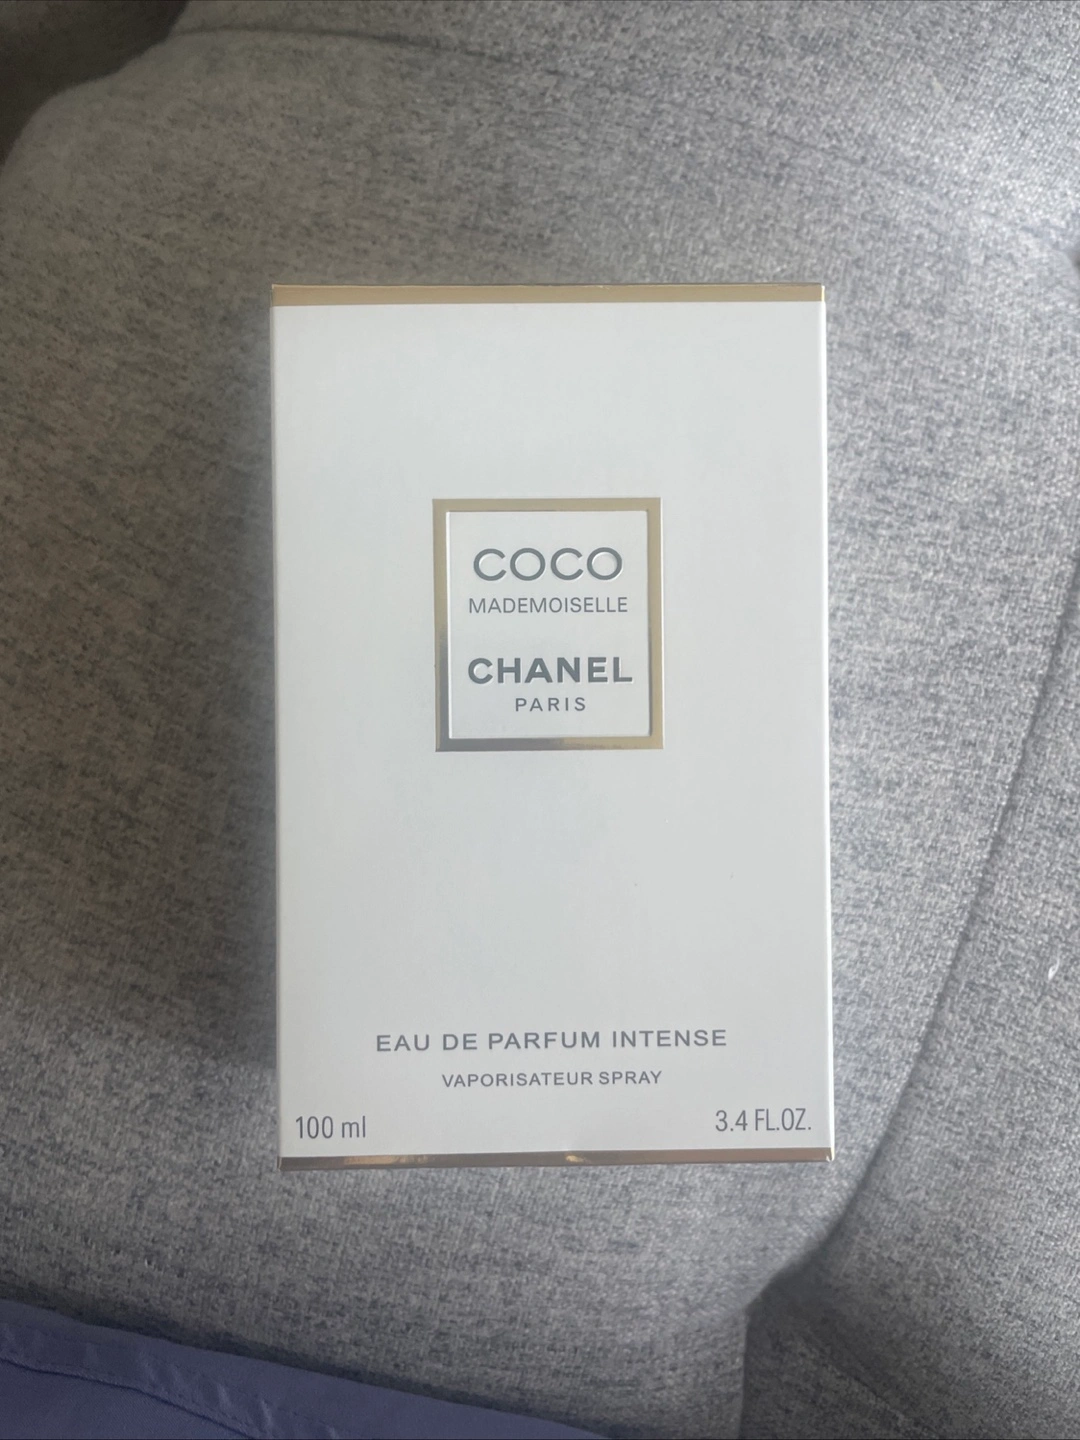 COCO
MADEMOISELLE
CHANEL
PARIS
EAU DE PARFUM INTENSE
VAPORISATEUR SPRAY
100 ml
3.4 FL.OZ.